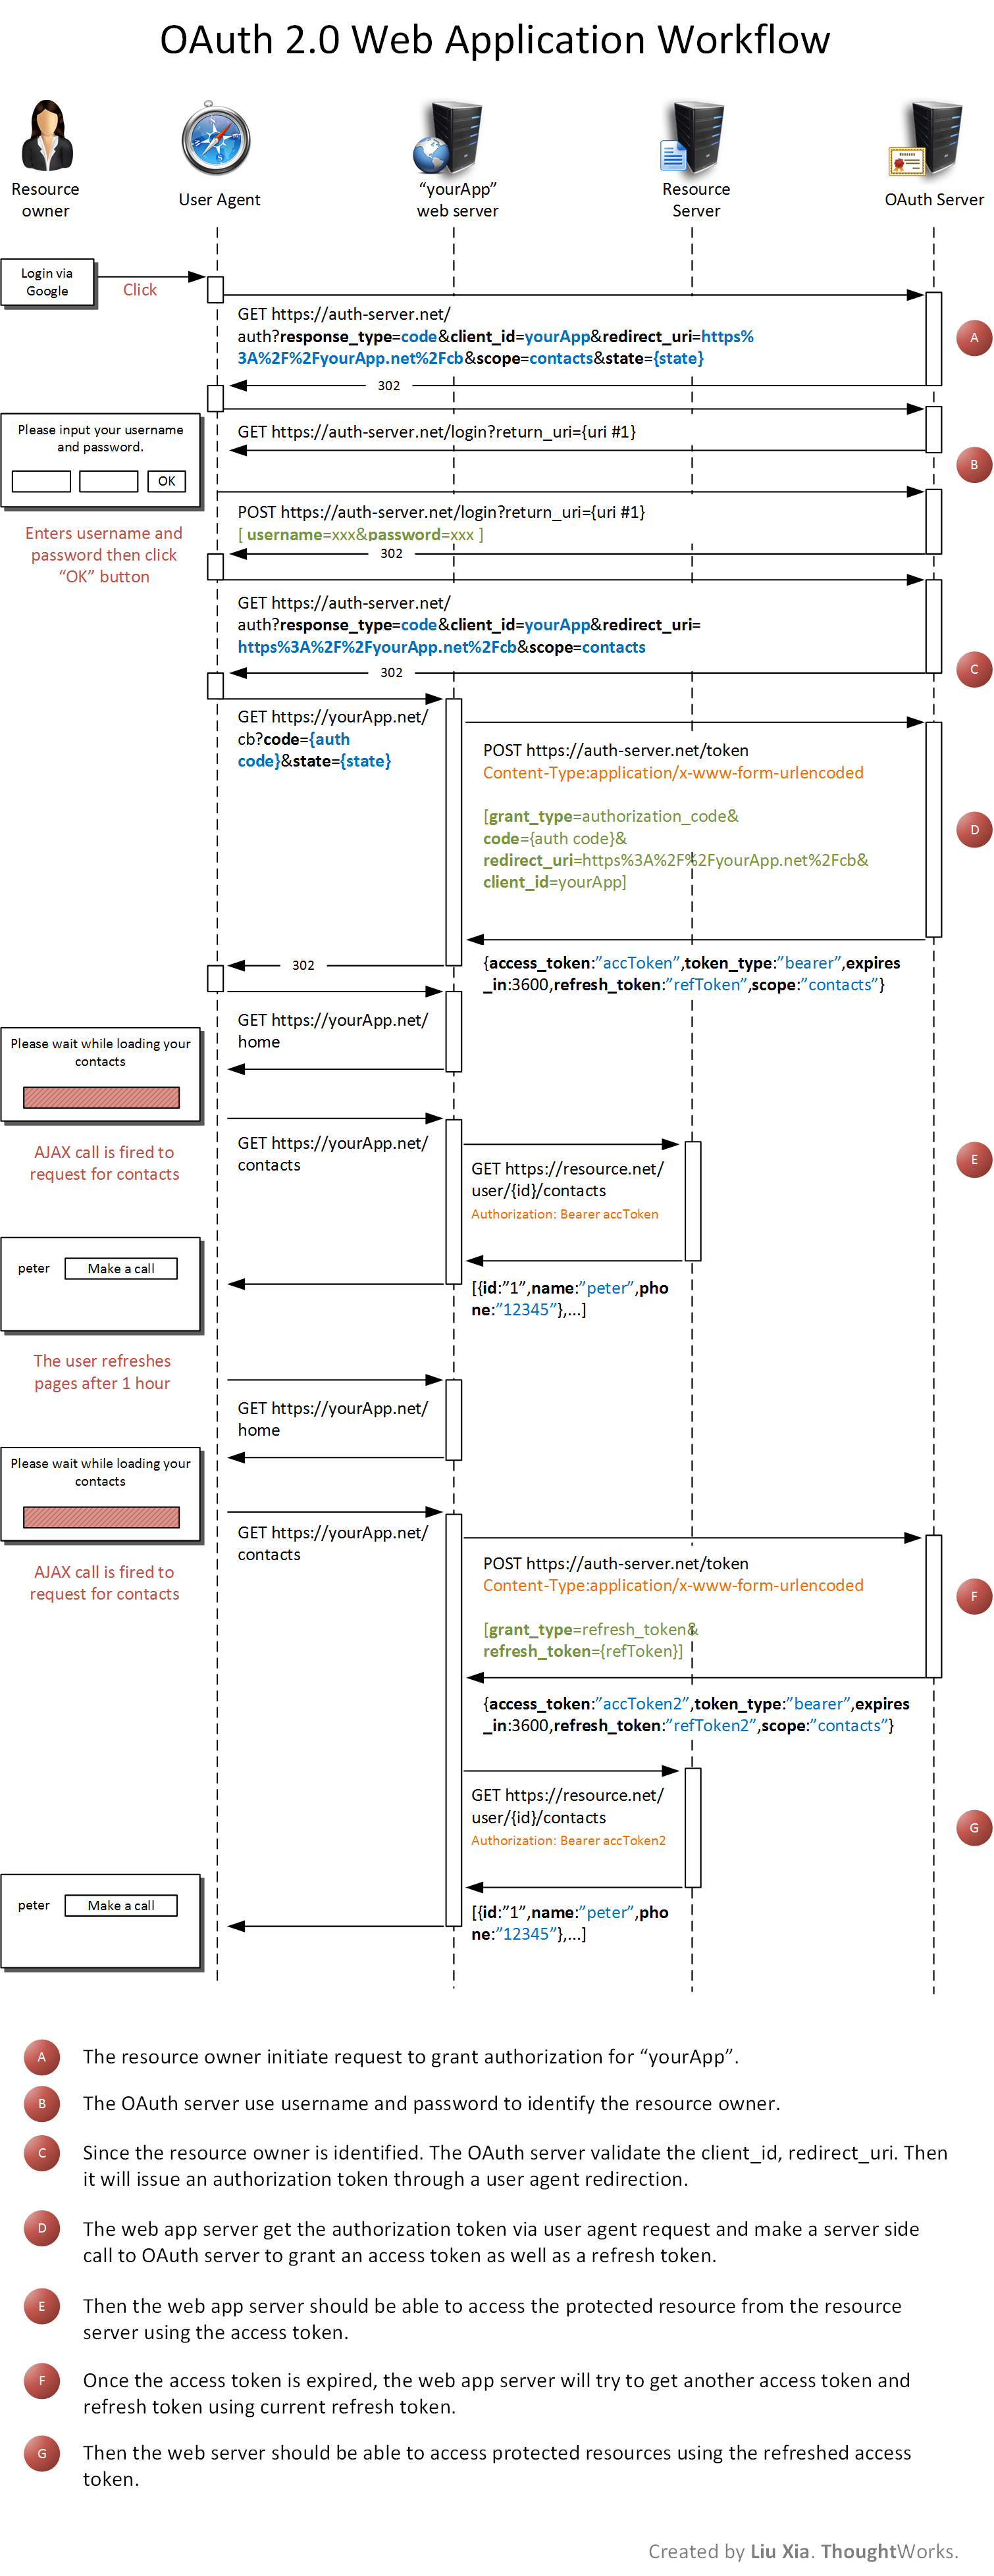 OAuth 2.0 Web Application Workflow
Resource
owner
User Agent
“yourApp”
web server
Resource
Server
OAuth Server
Login via
Google
Click
GET https://auth-server.net/
auth?response_type=code&client_id=yourApp&redirect_uri=https%
3A%2F%2FyourApp.net%2Fcb&scope=contacts&state={state}
A
302
Please input your username
and password.
OK
GET https://auth-server.net/login?return_uri={uri #1}
B
Enters username and
password then click
“OK” button
POST https://auth-server.net/login?return_uri={uri #1}
[ username=xxx&password=xxx ]
302
GET https://auth-server.net/
auth?response_type=code&client_id=yourApp&redirect_uri=
https%3A%2F%2FyourApp.net%2Fcb&scope=contacts
C
302
GET https://yourApp.net/
cb?code={auth
code}&state={state}
POST https://auth-server.net/token
Content-Type:application/x-www-form-urlencoded
[grant_type=authorization_code&
code={auth code}&
redirect_uri=https%3A%2F%2FyourApp.net%2Fcb&
client_id=yourApp]
D
{access_token:”accToken”,token_type:”bearer”,expires
_in:3600,refresh_token:”refToken”,scope:”contacts”}
302
GET https://yourApp.net/
home
Please wait while loading your
contacts
AJAX call is fired to
request for contacts
GET https://yourApp.net/
contacts
GET https://resource.net/
user/{id}/contacts
Authorization: Bearer accToken
E
peter
Make a call
[{id:”1”,name:”peter”,pho
ne:”12345”},...]
The user refreshes
pages after 1 hour
GET https://yourApp.net/
home
Please wait while loading your
contacts
AJAX call is fired to
request for contacts
GET https://yourApp.net/
contacts
POST https://auth-server.net/token
Content-Type:application/x-www-form-urlencoded
[grant_type=refresh_token&
refresh_token={refToken}]
F
{access_token:”accToken2”,token_type:”bearer”,expires
_in:3600,refresh_token:”refToken2”,scope:”contacts”}
GET https://resource.net/
user/{id}/contacts
Authorization: Bearer accToken2
G
peter
Make a call
[{id:”1”,name:”peter”,pho
ne:”12345”},...]
A
The resource owner initiate request to grant authorization for “yourApp”.
B
The OAuth server use username and password to identify the resource owner.
C
Since the resource owner is identified. The OAuth server validate the client_id, redirect_uri. Then
it will issue an authorization token through a user agent redirection.
D
The web app server get the authorization token via user agent request and make a server side
call to OAuth server to grant an access token as well as a refresh token.
E
Then the web app server should be able to access the protected resource from the resource
server using the access token.
F
Once the access token is expired, the web app server will try to get another access token and
refresh token using current refresh token.
G
Then the web server should be able to access protected resources using the refreshed access
token.
Created by Liu Xia. ThoughtWorks.